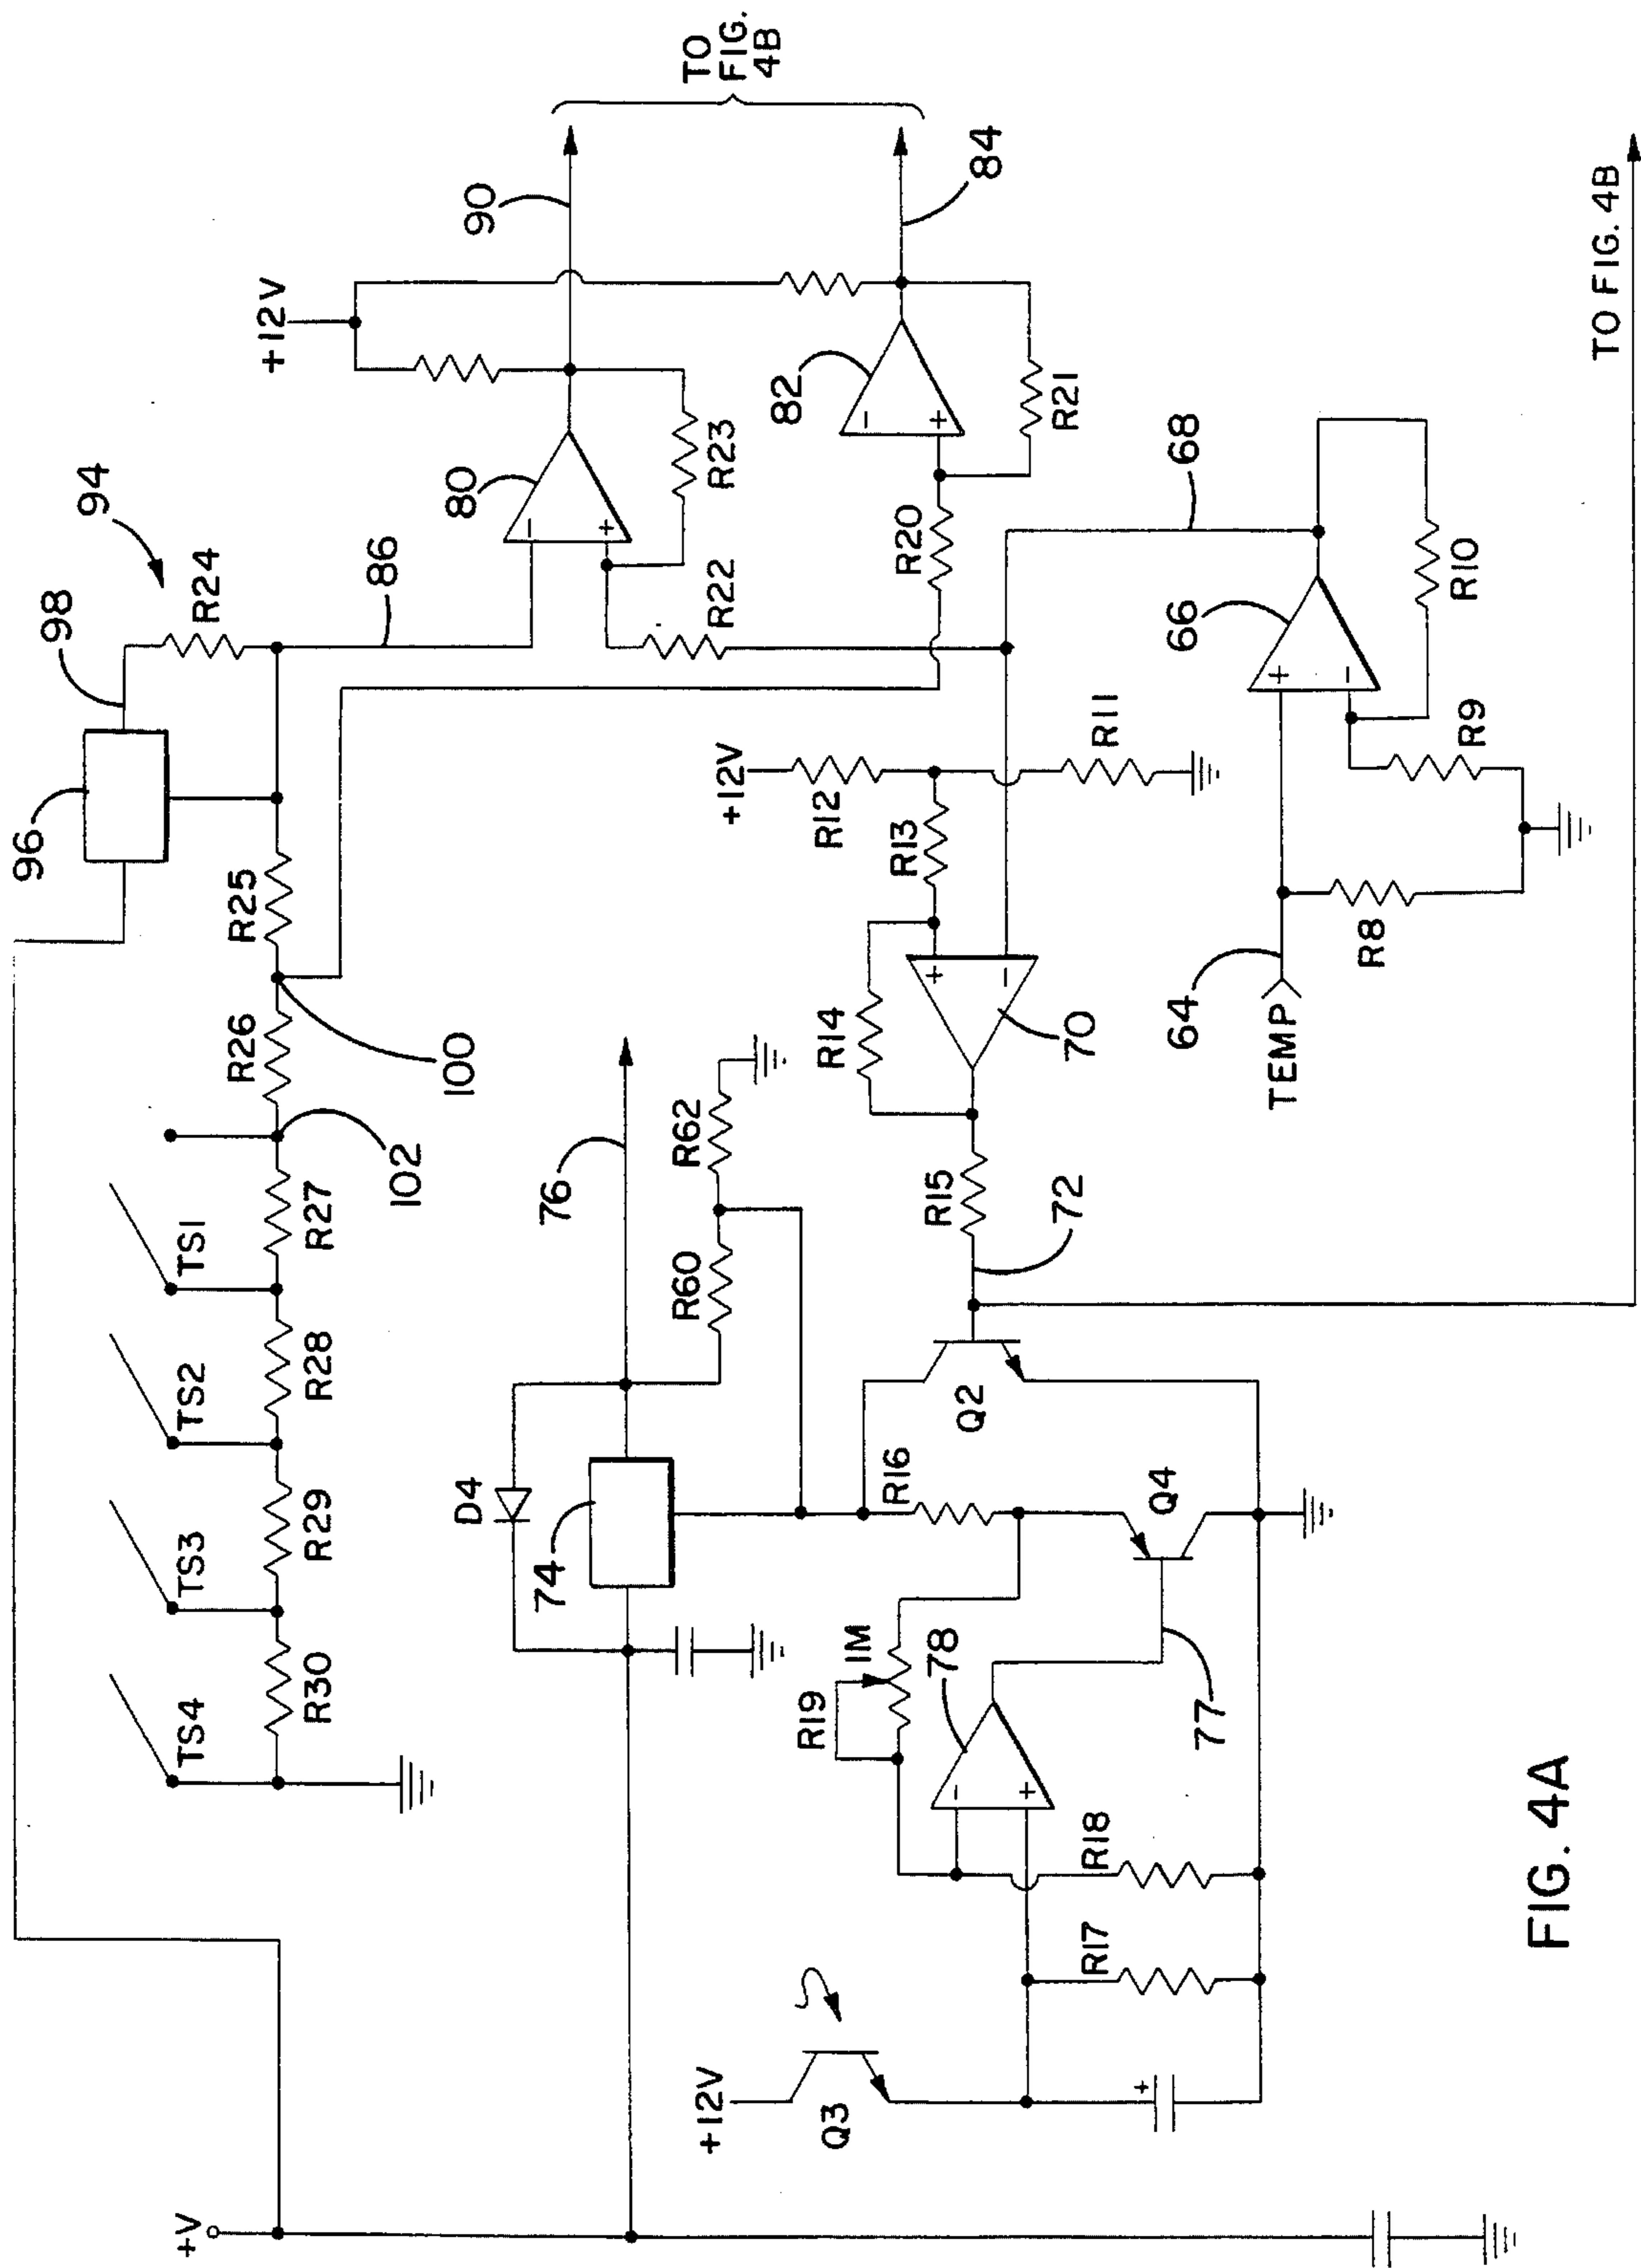 94
98
96
R24
86
R25
R26
100
102
R27
R28
R29
R30
TS1
TS2
TS3
TS4
+12V
90
TO
FIG.
4B
80
-
+
R23
R22
82
-
+
R21
84
R20
68
+12V
R12
R11
R13
R14
+
-
70
R15
72
66
+
-
R10
R9
R8
64
TEMP
TO FIG. 4B
76
R62
R60
D4
74
R16
Q2
Q4
1M
R19
78
-
+
77
R18
R17
+12V
Q3
+
+V
FIG. 4A